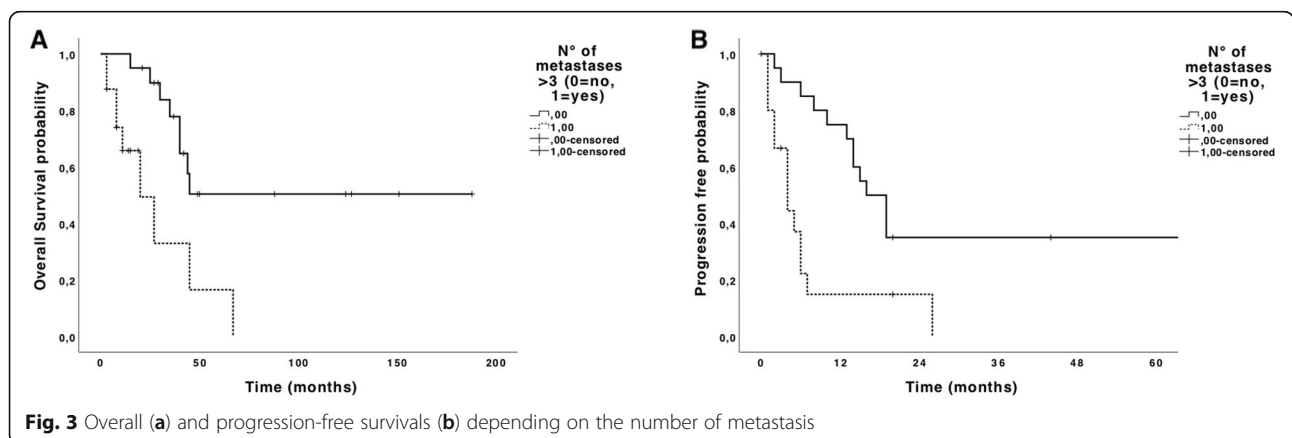 A
Overall Survival probability
1,0
0,8
0,6
0,4
0,2
0,0
0 50 100 150 200
Time (months)
N° of
metastases
>3 (0=no,
1=yes)
,00
1,00
,00-censored
1,00-censored
B
Progression free probability
1,0
0,8
0,6
0,4
0,2
0,0
0 12 24 36 48 60
Time (months)
N° of
metastases
>3 (0=no,
1=yes)
,00
1,00
,00-censored
1,00-censored
Fig. 3 Overall (a) and progression-free survivals (b) depending on the number of metastasis